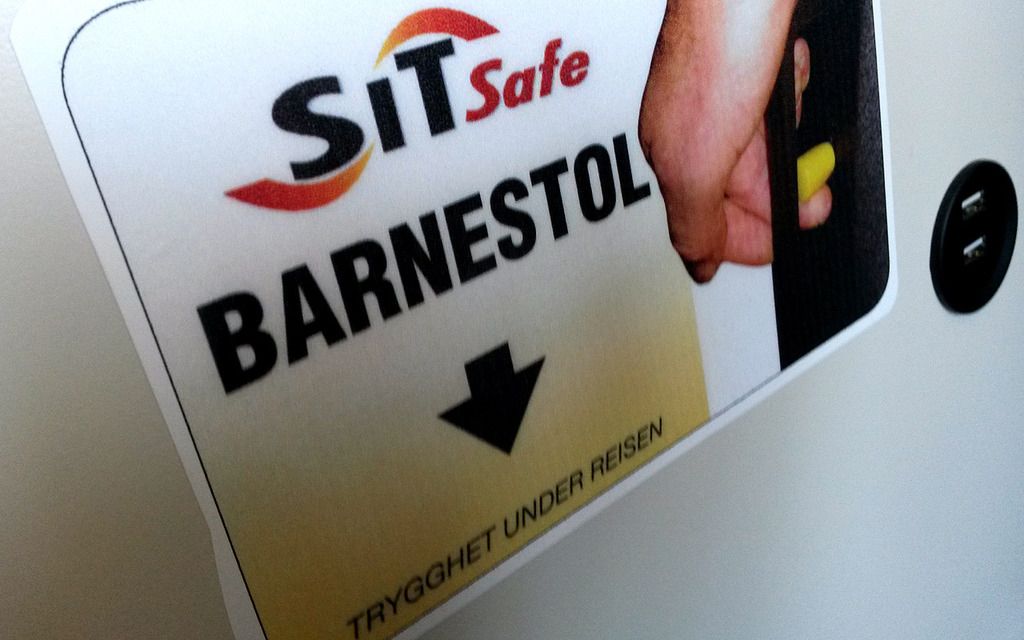 SiT Safe
BARNESTOL
TRYGGHET UNDER REISEN